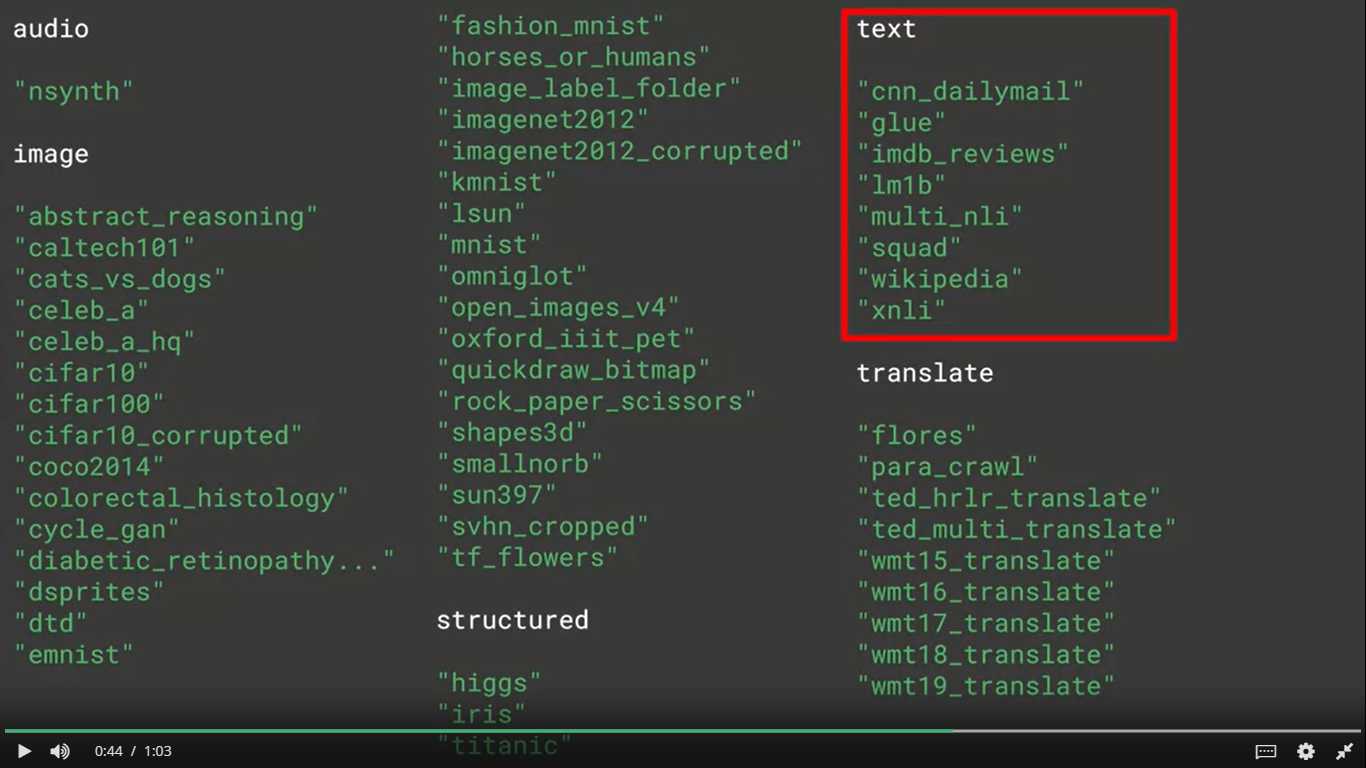 audio
"nsynth"
image
"abstract_reasoning"
"caltech101"
"cats_vs_dogs"
"celeb_a"
"celeb_a_hq"
"cifar10"
"cifar100"
"cifar10_corrupted"
"coco2014"
"colorectal_histology"
"cycle_gan"
"diabetic_retinopathy..."
"dsprites"
"dtd"
"emnist"
"fashion_mnist"
"horses_or_humans"
"image_label_folder"
"imagenet2012"
"imagenet2012_corrupted"
"kmnist"
"lsun"
"mnist"
"omniglot"
"open_images_v4"
"oxford_iiit_pet"
"quickdraw_bitmap"
"rock_paper_scissors"
"shapes3d"
"smallnorb"
"sun397"
"svhn_cropped"
"tf_flowers"
structured
"higgs"
"iris"
"titanic"
text
"cnn_dailymail"
"glue"
"imdb_reviews"
"lm1b"
"multi_nli"
"squad"
"wikipedia"
"xnli"
translate
"flores"
"para_crawl"
"ted_hrlr_translate"
"ted_multi_translate"
"wmt15_translate"
"wmt16_translate"
"wmt17_translate"
"wmt18_translate"
"wmt19_translate"
0:44 / 1:03